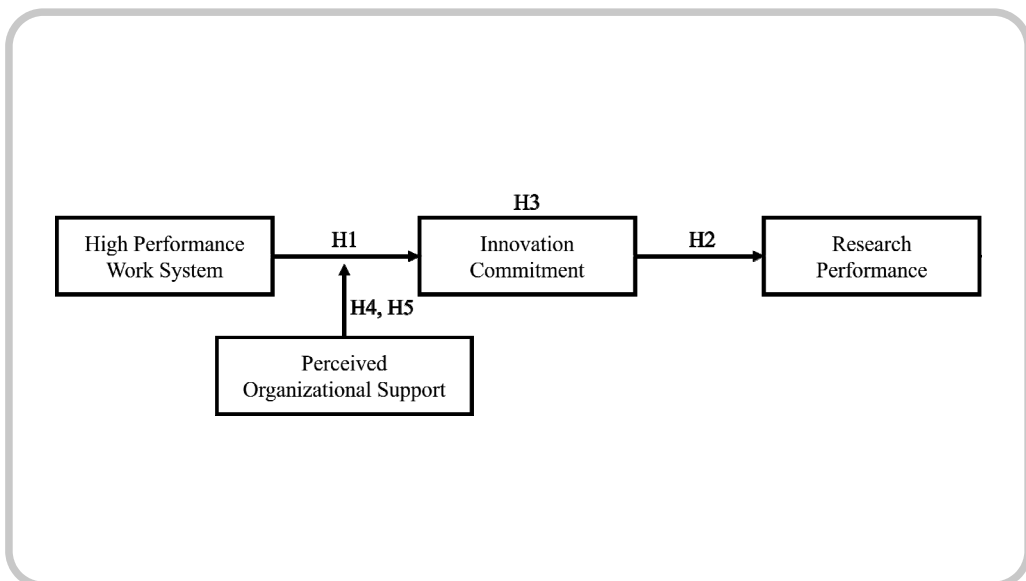 H3
High Performance
Work System
H1
Innovation
Commitment
H2
Research
Performance
H4, H5
Perceived
Organizational Support